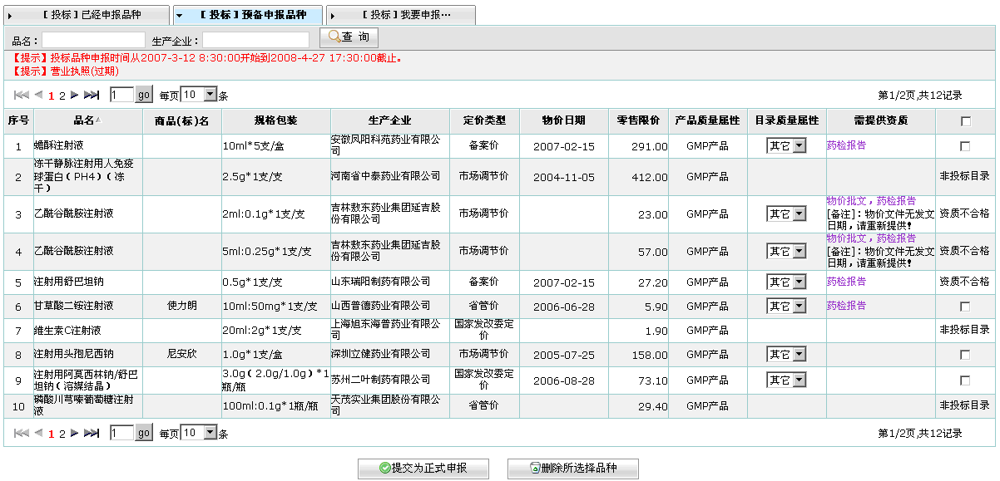 【投标】已经申报品种 【投标】预备申报品种 【投标】我要申报…
品名： 生产企业： 查 询
【提示】投标品种申报时间从2007-3-12 8:30:00开始到2008-4-27 17:30:00截止。
【提示】营业执照(过期)
1 2 1 go 每页 10 条 第1/2页,共12记录
序号 品名 商品(标)名 规格包装 生产企业 定价类型 物价日期 零售限价 产品质量属性 目录质量属性 需提供资质
1 蟾酥注射液 10ml*5支/盒 安徽凤阳科苑药业有限公司 备案价 2007-02-15 291.00 GMP产品 其它 药检报告
2 冻干静脉注射用人免疫球蛋白(PH4)(冻干) 2.5g*1支/支 河南省中泰药业有限公司 市场调节价 2004-11-05 412.00 GMP产品 非投标目录
3 乙酰谷酰胺注射液 2ml:0.1g*1支/支 吉林敖东药业集团延吉股份有限公司 市场调节价 23.00 GMP产品 其它 物价批文，药检报告 [备注]：物价文件无发文日期，请重新提供! 资质不合格
4 乙酰谷酰胺注射液 5ml:0.25g*1支/支 吉林敖东药业集团延吉股份有限公司 市场调节价 57.00 GMP产品 其它 物价批文，药检报告 [备注]：物价文件无发文日期，请重新提供! 资质不合格
5 注射用舒巴坦钠 0.5g*1支/支 山东瑞阳制药有限公司 备案价 2007-02-15 27.20 GMP产品 其它 药检报告 资质不合格
6 甘草酸二铵注射液 使力朗 10ml:50mg*1支/支 山西普德药业有限公司 省管价 2006-06-28 5.90 GMP产品 其它 药检报告
7 维生素C注射液 20ml:2g*1支/支 上海旭东海普药业有限公司 国家发改委定价 1.90 GMP产品 非投标目录
8 注射用头孢尼西钠 尼安欣 1.0g*1支/盒 深圳立健药业有限公司 市场调节价 2005-07-25 158.00 GMP产品 其它
9 注射用阿莫西林钠/舒巴坦钠(溶媒结晶) 3.0g(2.0g/1.0g)*1瓶/瓶 苏州二叶制药有限公司 国家发改委定价 2006-08-28 73.10 GMP产品 其它
10 磷酸川芎嗪葡萄糖注射液 100ml:0.1g*1瓶/瓶 天茂实业集团股份有限公司 省管价 29.40 GMP产品 非投标目录
1 2 1 go 每页 10 条 第1/2页,共12记录
提交为正式申报 删除所选择品种